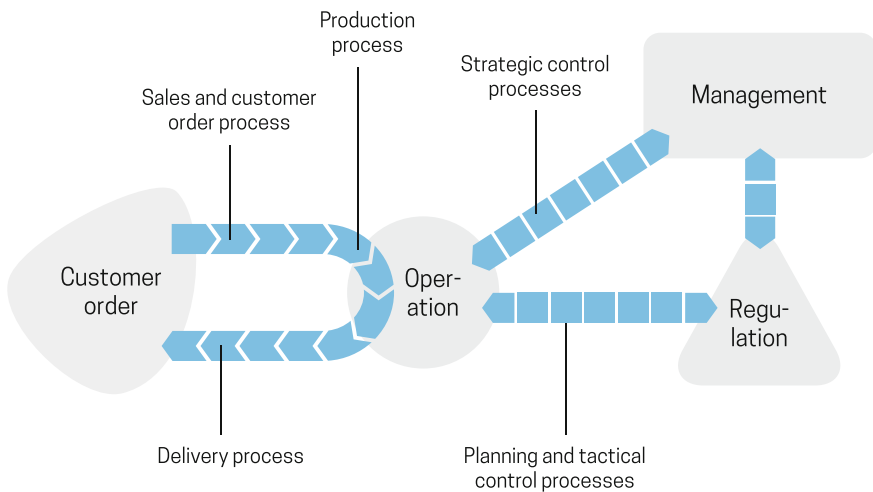 Production
process
Strategic control
processes
Management
Sales and customer
order process
Customer
order
Oper-
ation
Regu-
lation
Delivery process
Planning and tactical
control processes